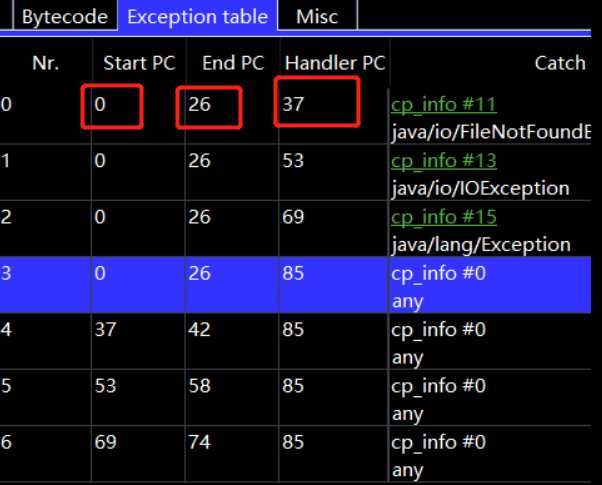 Bytecode Exception table Misc
Nr. Start PC End PC Handler PC Catch
0 0 26 37 cp_info #11
java/io/FileNotFoundE
1 0 26 53 cp_info #13
java/io/IOException
2 0 26 69 cp_info #15
java/lang/Exception
3 0 26 85 cp_info #0
any
4 37 42 85 cp_info #0
any
5 53 58 85 cp_info #0
any
6 69 74 85 cp_info #0
any